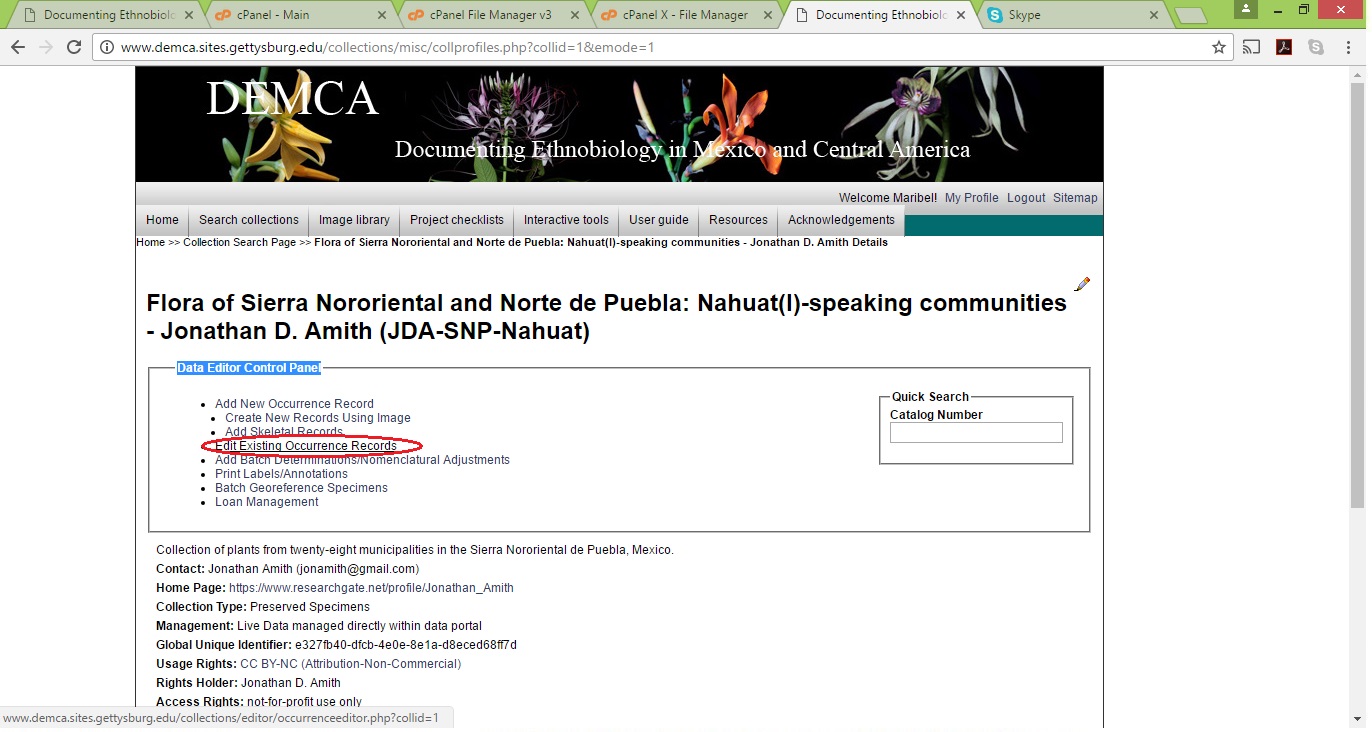 Documenting Ethnobiolo
cPanel - Main
cPanel File Manager v3
cPanel X - File Manager
Documenting Ethnobiolo
Skype
www.demca.sites.gettysburg.edu/collections/misc/collprofiles.php?collid=1&emode=1
DEMCA
Documenting Ethnobiology in Mexico and Central America
Welcome Maribel! My Profile Logout Sitemap
Home Search collections Image library Project checklists Interactive tools User guide Resources Acknowledgements
Home >> Collection Search Page >> Flora of Sierra Nororiental and Norte de Puebla: Nahuat(l)-speaking communities - Jonathan D. Amith Details
Flora of Sierra Nororiental and Norte de Puebla: Nahuat(l)-speaking communities
- Jonathan D. Amith (JDA-SNP-Nahuat)
Data Editor Control Panel
Add New Occurrence Record
Create New Records Using Image
Add Skeletal Records
Edit Existing Occurrence Records
Add Batch Determinations/Nomenclatural Adjustments
Print Labels/Annotations
Batch Georeference Specimens
Loan Management
Quick Search
Catalog Number
Collection of plants from twenty-eight municipalities in the Sierra Nororiental de Puebla, Mexico.
Contact: Jonathan Amith (jonamith@gmail.com)
Home Page: https://www.researchgate.net/profile/Jonathan_Amith
Collection Type: Preserved Specimens
Management: Live Data managed directly within data portal
Global Unique Identifier: e327fb40-dfcb-4e0e-8e1a-d8eced68ff7d
Usage Rights: CC BY-NC (Attribution-Non-Commercial)
Rights Holder: Jonathan D. Amith
Access Rights: not-for-profit use only
www.demca.sites.gettysburg.edu/collections/editor/occurrenceeditor.php?collid=1